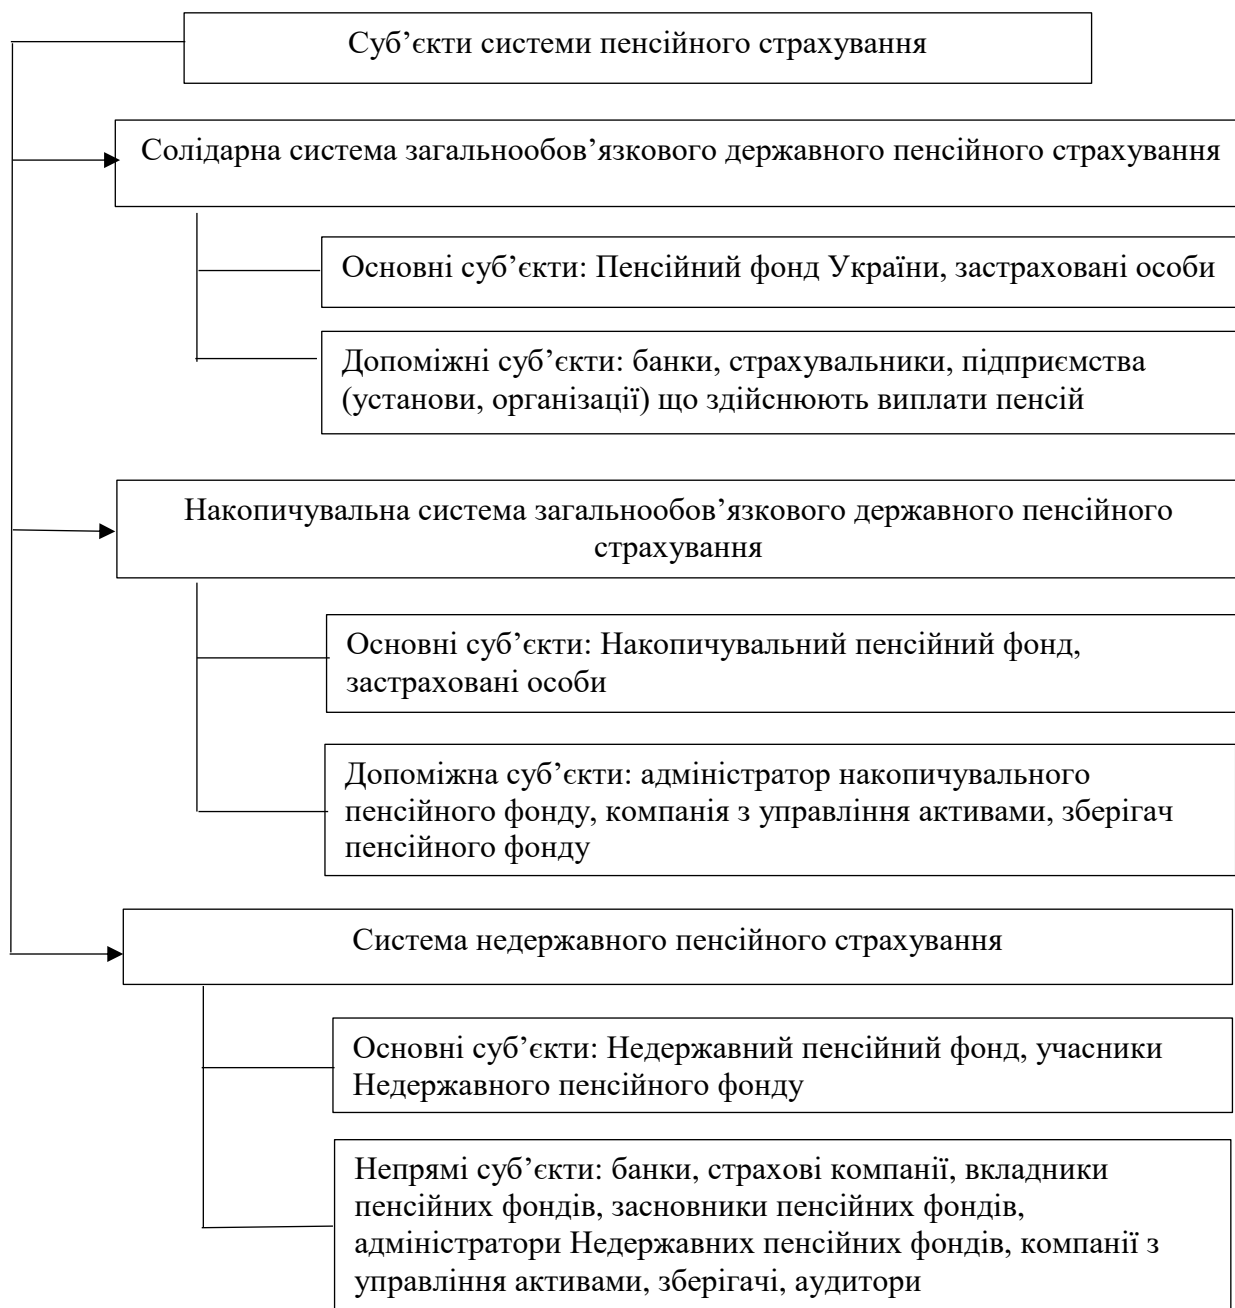 Суб’єкти системи пенсійного страхування
Солідарна система загальнообов’язкового державного пенсійного страхування
Основні суб’єкти: Пенсійний фонд України, застраховані особи
Допоміжні суб’єкти: банки, страхувальники, підприємства
(установи, організації) що здійснюють виплати пенсій
Накопичувальна система загальнообов’язкового державного пенсійного
страхування
Основні суб’єкти: Накопичувальний пенсійний фонд,
застраховані особи
Допоміжна суб’єкти: адміністратор накопичувального
пенсійного фонду, компанія з управління активами, зберігач
пенсійного фонду
Система недержавного пенсійного страхування
Основні суб’єкти: Недержавний пенсійний фонд, учасники
Недержавного пенсійного фонду
Непрямі суб’єкти: банки, страхові компанії, вкладники
пенсійних фондів, засновники пенсійних фондів,
адміністратори Недержавних пенсійних фондів, компанії з
управління активами, зберігачі, аудитори